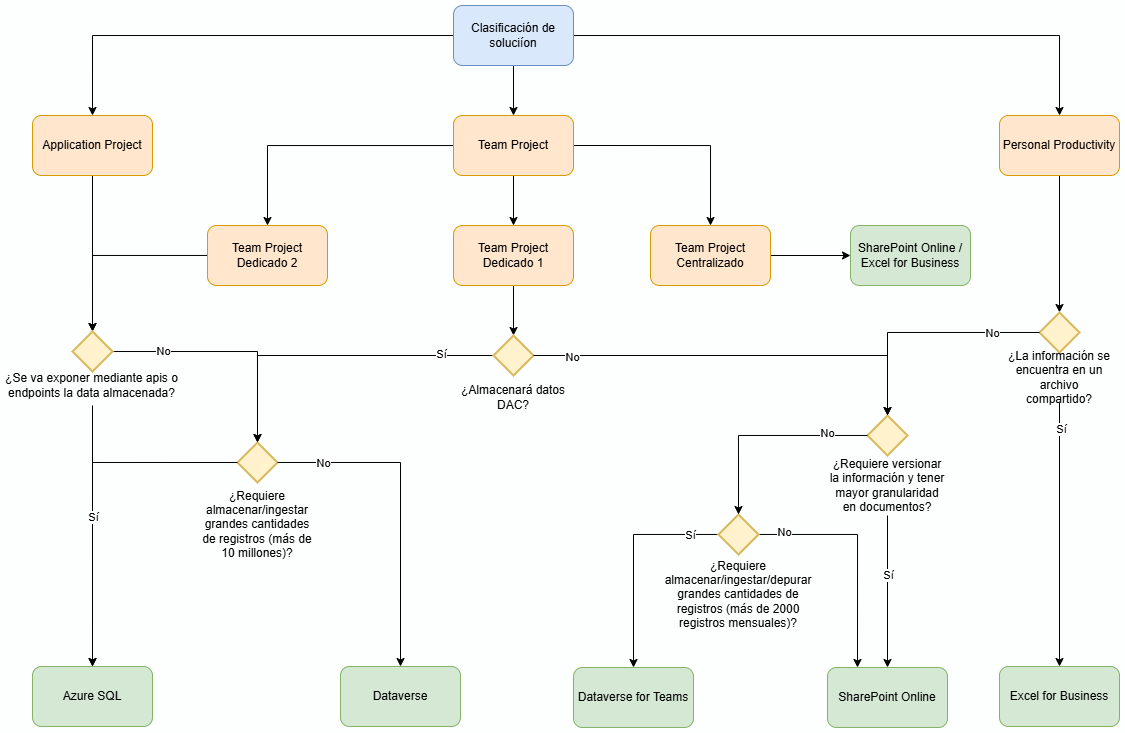 Clasificación de
soluciíon
Application Project
Team Project
Personal Productivity
Team Project
Dedicado 2
Team Project
Dedicado 1
Team Project
Centralizado
SharePoint Online /
Excel for Business
No
¿Se va exponer mediante apis o
endpoints la data almacenada?
Sí
No
¿Almacenará datos
DAC?
No
¿La información se
encuentra en un
archivo
compartido?
Sí
No
¿Requiere versionar
la información y tener
mayor granularidad
en documentos?
No
¿Requiere
almacenar/ingestar
grandes cantidades
de registros (más de
10 millones)?
Sí
Sí
No
¿Requiere
almacenar/ingestar/depurar
grandes cantidades de
registros (más de 2000
registros mensuales)?
Sí
Azure SQL
Dataverse
Dataverse for Teams
SharePoint Online
Excel for Business